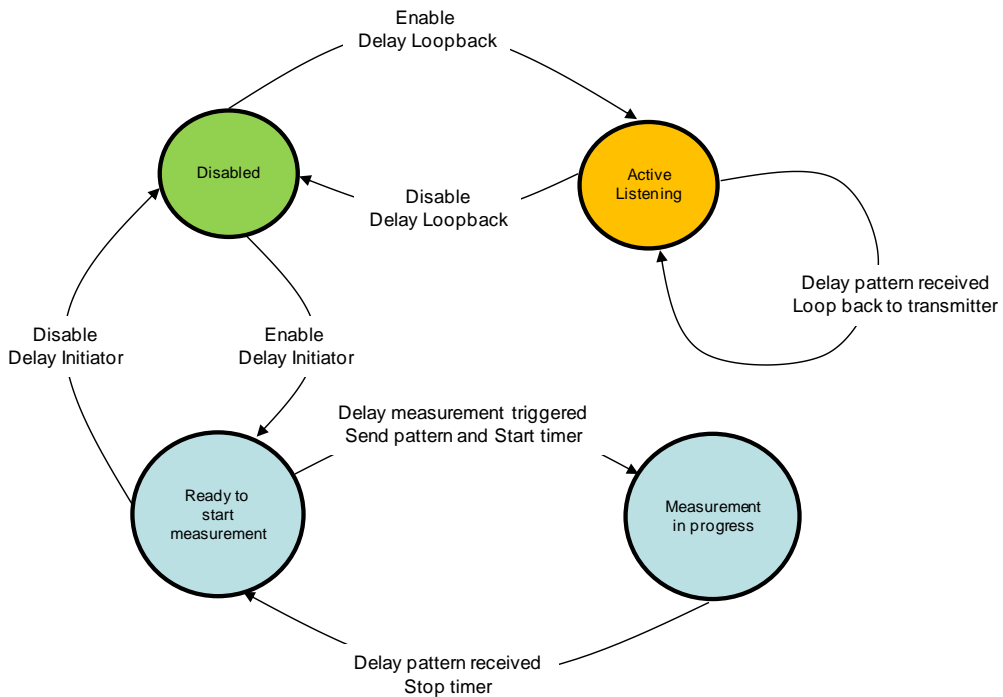 Enable
Delay Loopback
Disabled
Active
Listening
Disable
Delay Loopback
Delay pattern received
Loop back to transmitter
Disable
Delay Initiator
Enable
Delay Initiator
Delay measurement triggered
Send pattern and Start timer
Ready to
start
measurement
Measurement
in progress
Delay pattern received
Stop timer